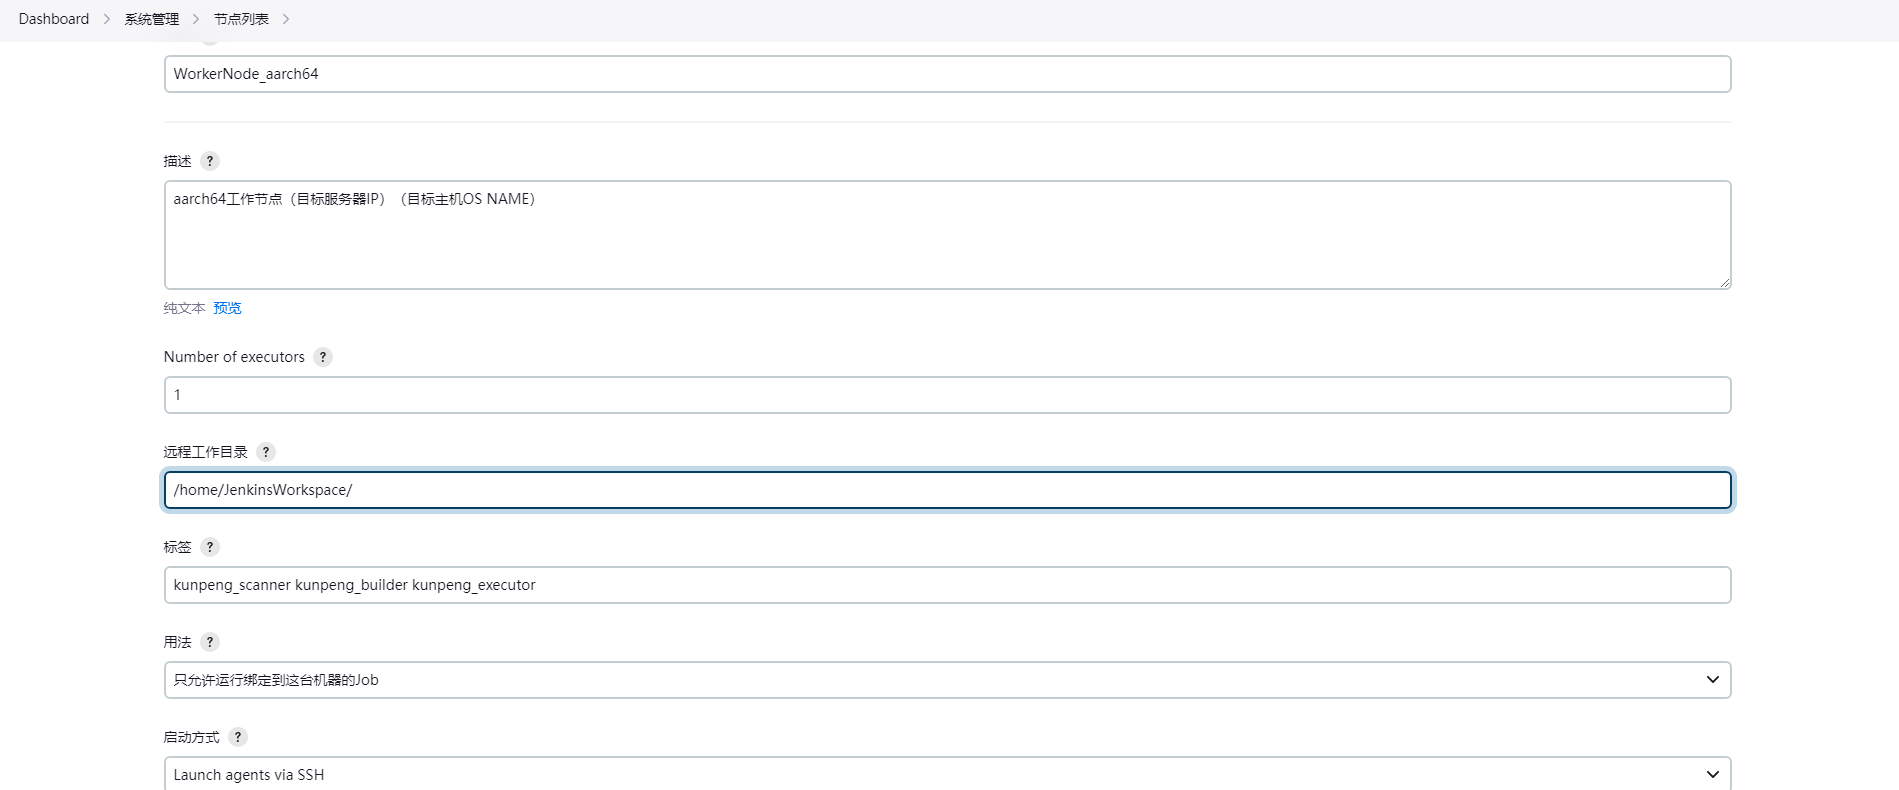 Dashboard > 系统管理 > 节点列表 >
WorkerNode_aarch64
描述 ?
aarch64工作节点（目标服务器IP）（目标主机OS NAME）
纯文本 预览
Number of executors ?
1
远程工作目录 ?
/home/JenkinsWorkspace/
标签 ?
kunpeng_scanner kunpeng_builder kunpeng_executor
用法 ?
只允许运行绑定到这台机器的Job
启动方式 ?
Launch agents via SSH